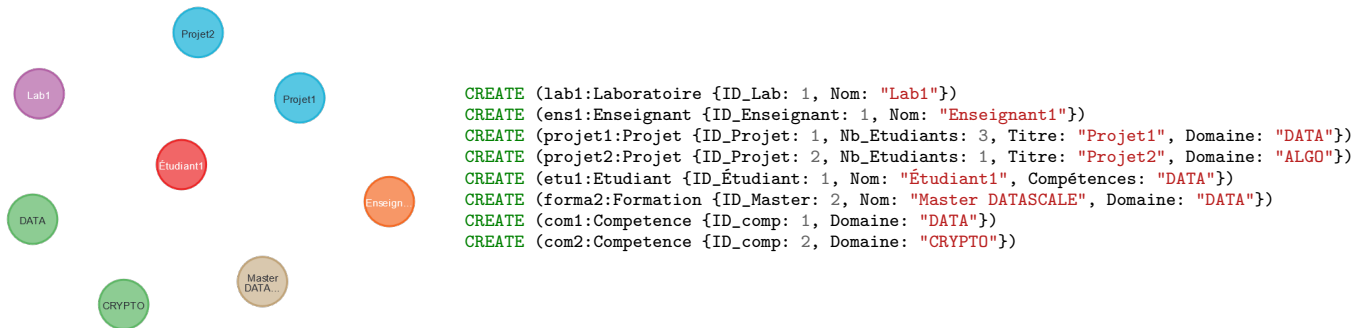 Projet2
Lab1
Projet1
Étudiant1
Enseign...
DATA
Master
DATA...
CRYPTO
CREATE (lab1:Laboratoire {ID_Lab: 1, Nom: "Lab1"})
CREATE (ens1:Enseignant {ID_Enseignant: 1, Nom: "Enseignant1"})
CREATE (projet1:Projet {ID_Projet: 1, Nb_Etudiants: 3, Titre: "Projet1", Domaine: "DATA"})
CREATE (projet2:Projet {ID_Projet: 2, Nb_Etudiants: 1, Titre: "Projet2", Domaine: "ALGO"})
CREATE (etu1:Etudiant {ID_Étudiant: 1, Nom: "Étudiant1", Compétences: "DATA"})
CREATE (forma2:Formation {ID_Master: 2, Nom: "Master DATASCALE", Domaine: "DATA"})
CREATE (com1:Competence {ID_comp: 1, Domaine: "DATA"})
CREATE (com2:Competence {ID_comp: 2, Domaine: "CRYPTO"})